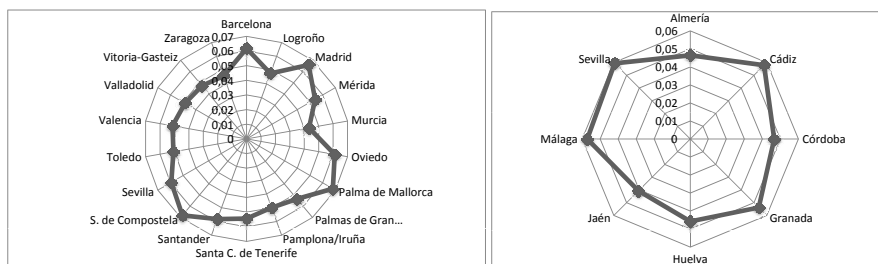 Barcelona
Logroño
Madrid
Mérida
Murcia
Oviedo
Palma de Mallorca
Palmas de Gran...
Pamplona/Iruña
Santa C. de Tenerife
Santander
S. de Compostela
Sevilla
Toledo
Valencia
Valladolid
Vitoria-Gasteiz
Zaragoza
0,07
0,06
0,05
0,04
0,03
0,02
0,01
0
Almería
Cádiz
Córdoba
Granada
Huelva
Jaén
Málaga
Sevilla
0,06
0,05
0,04
0,03
0,02
0,01
0